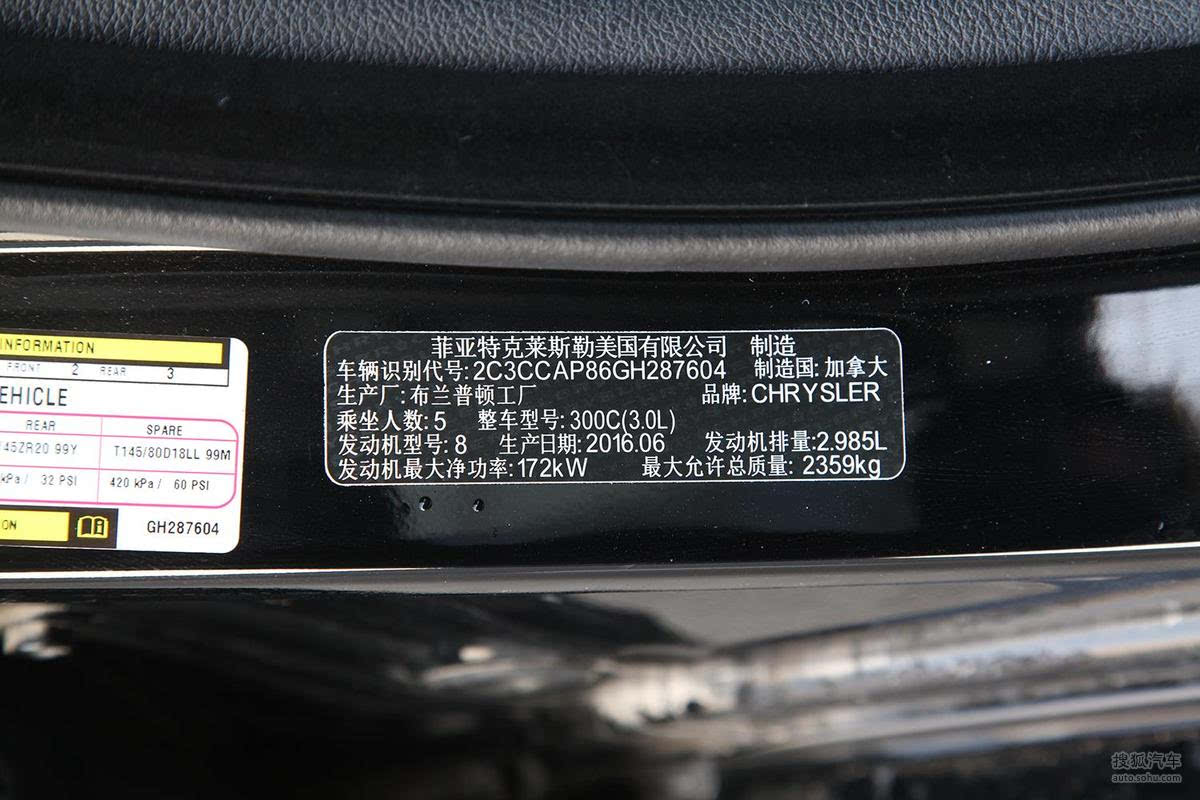 INFORMATION
FRONT 2 REAR 3
VEHICLE
REAR SPARE
145ZR20 99Y T145/80D18LL 99M
kPa / 32 PSI 420 kPa / 60 PSI
ON GH287604
菲亚特克莱斯勒美国有限公司 制造
车辆识别代号:2C3CCAP86GH287604 制造国:加拿大
生产厂:布兰普顿工厂 品牌:CHRYSLER
乘坐人数:5 整车型号:300C(3.0L)
发动机型号:8 生产日期:2016.06 发动机排量:2.985L
发动机最大净功率:172kW 最大允许总质量: 2359kg
搜狐汽车
auto.sohu.com